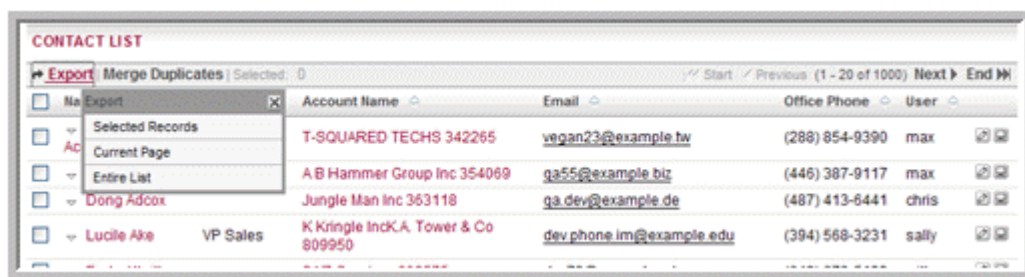 CONTACT LIST
Export | Merge Duplicates | Selected: 0 Start Previous (1 - 20 of 1000) Next End
Na Account Name Email Office Phone User
Export
Selected Records
Current Page
Entire List
Ac T-SQUARED TECHS 342265 vegan23@example.tw (288) 854-9390 max
A B Hammer Group Inc 354069 qa55@example.biz (446) 387-9117 max
Dong Adcox Jungle Man Inc 363118 qa.dev@example.de (487) 413-6441 chris
Lucile Ake VP Sales K Kringle IncK.A. Tower & Co dev.phone.im@example.edu (394) 568-3231 sally
809950